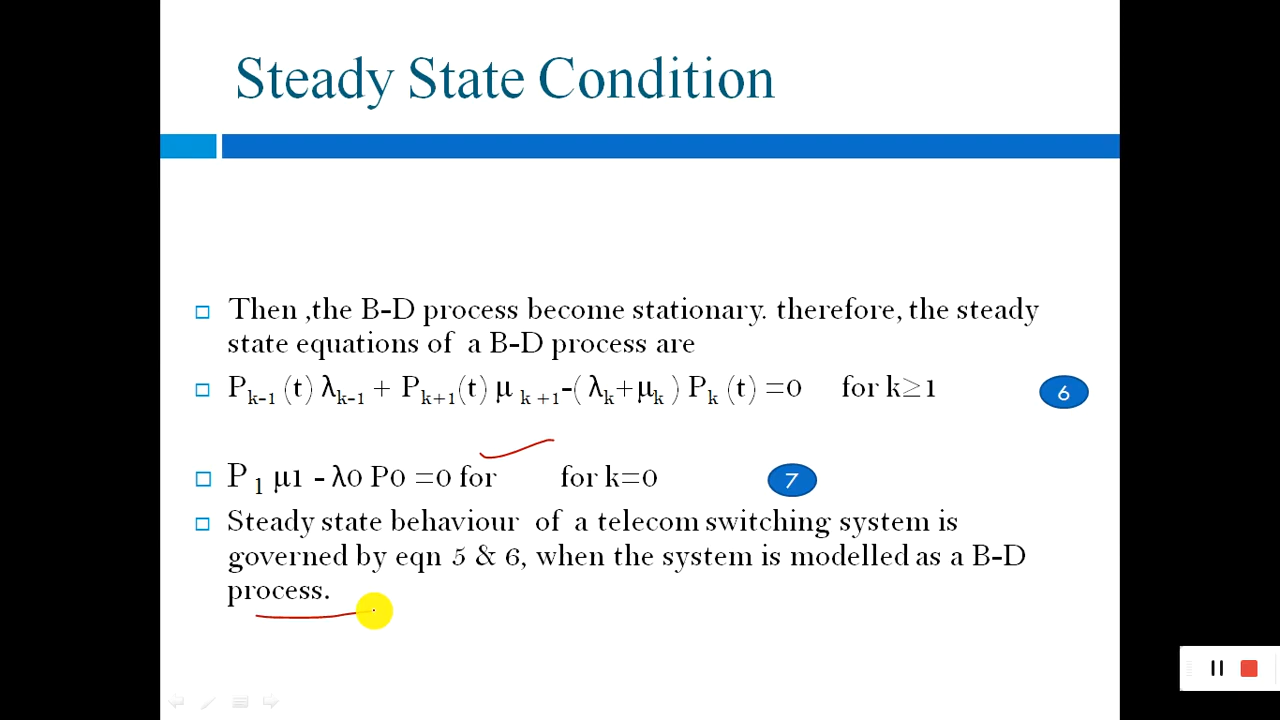 Steady State Condition
Then ,the B-D process become stationary. therefore, the steady
state equations of a B-D process are
Pk-1 (t) λk-1 + Pk+1(t) μ k +1-( λk+μk ) Pk (t) =0 for k≥1 6
P 1 μ1 - λ0 P0 =0 for for k=0 7
Steady state behaviour of a telecom switching system is
governed by eqn 5 & 6, when the system is modelled as a B-D
process.